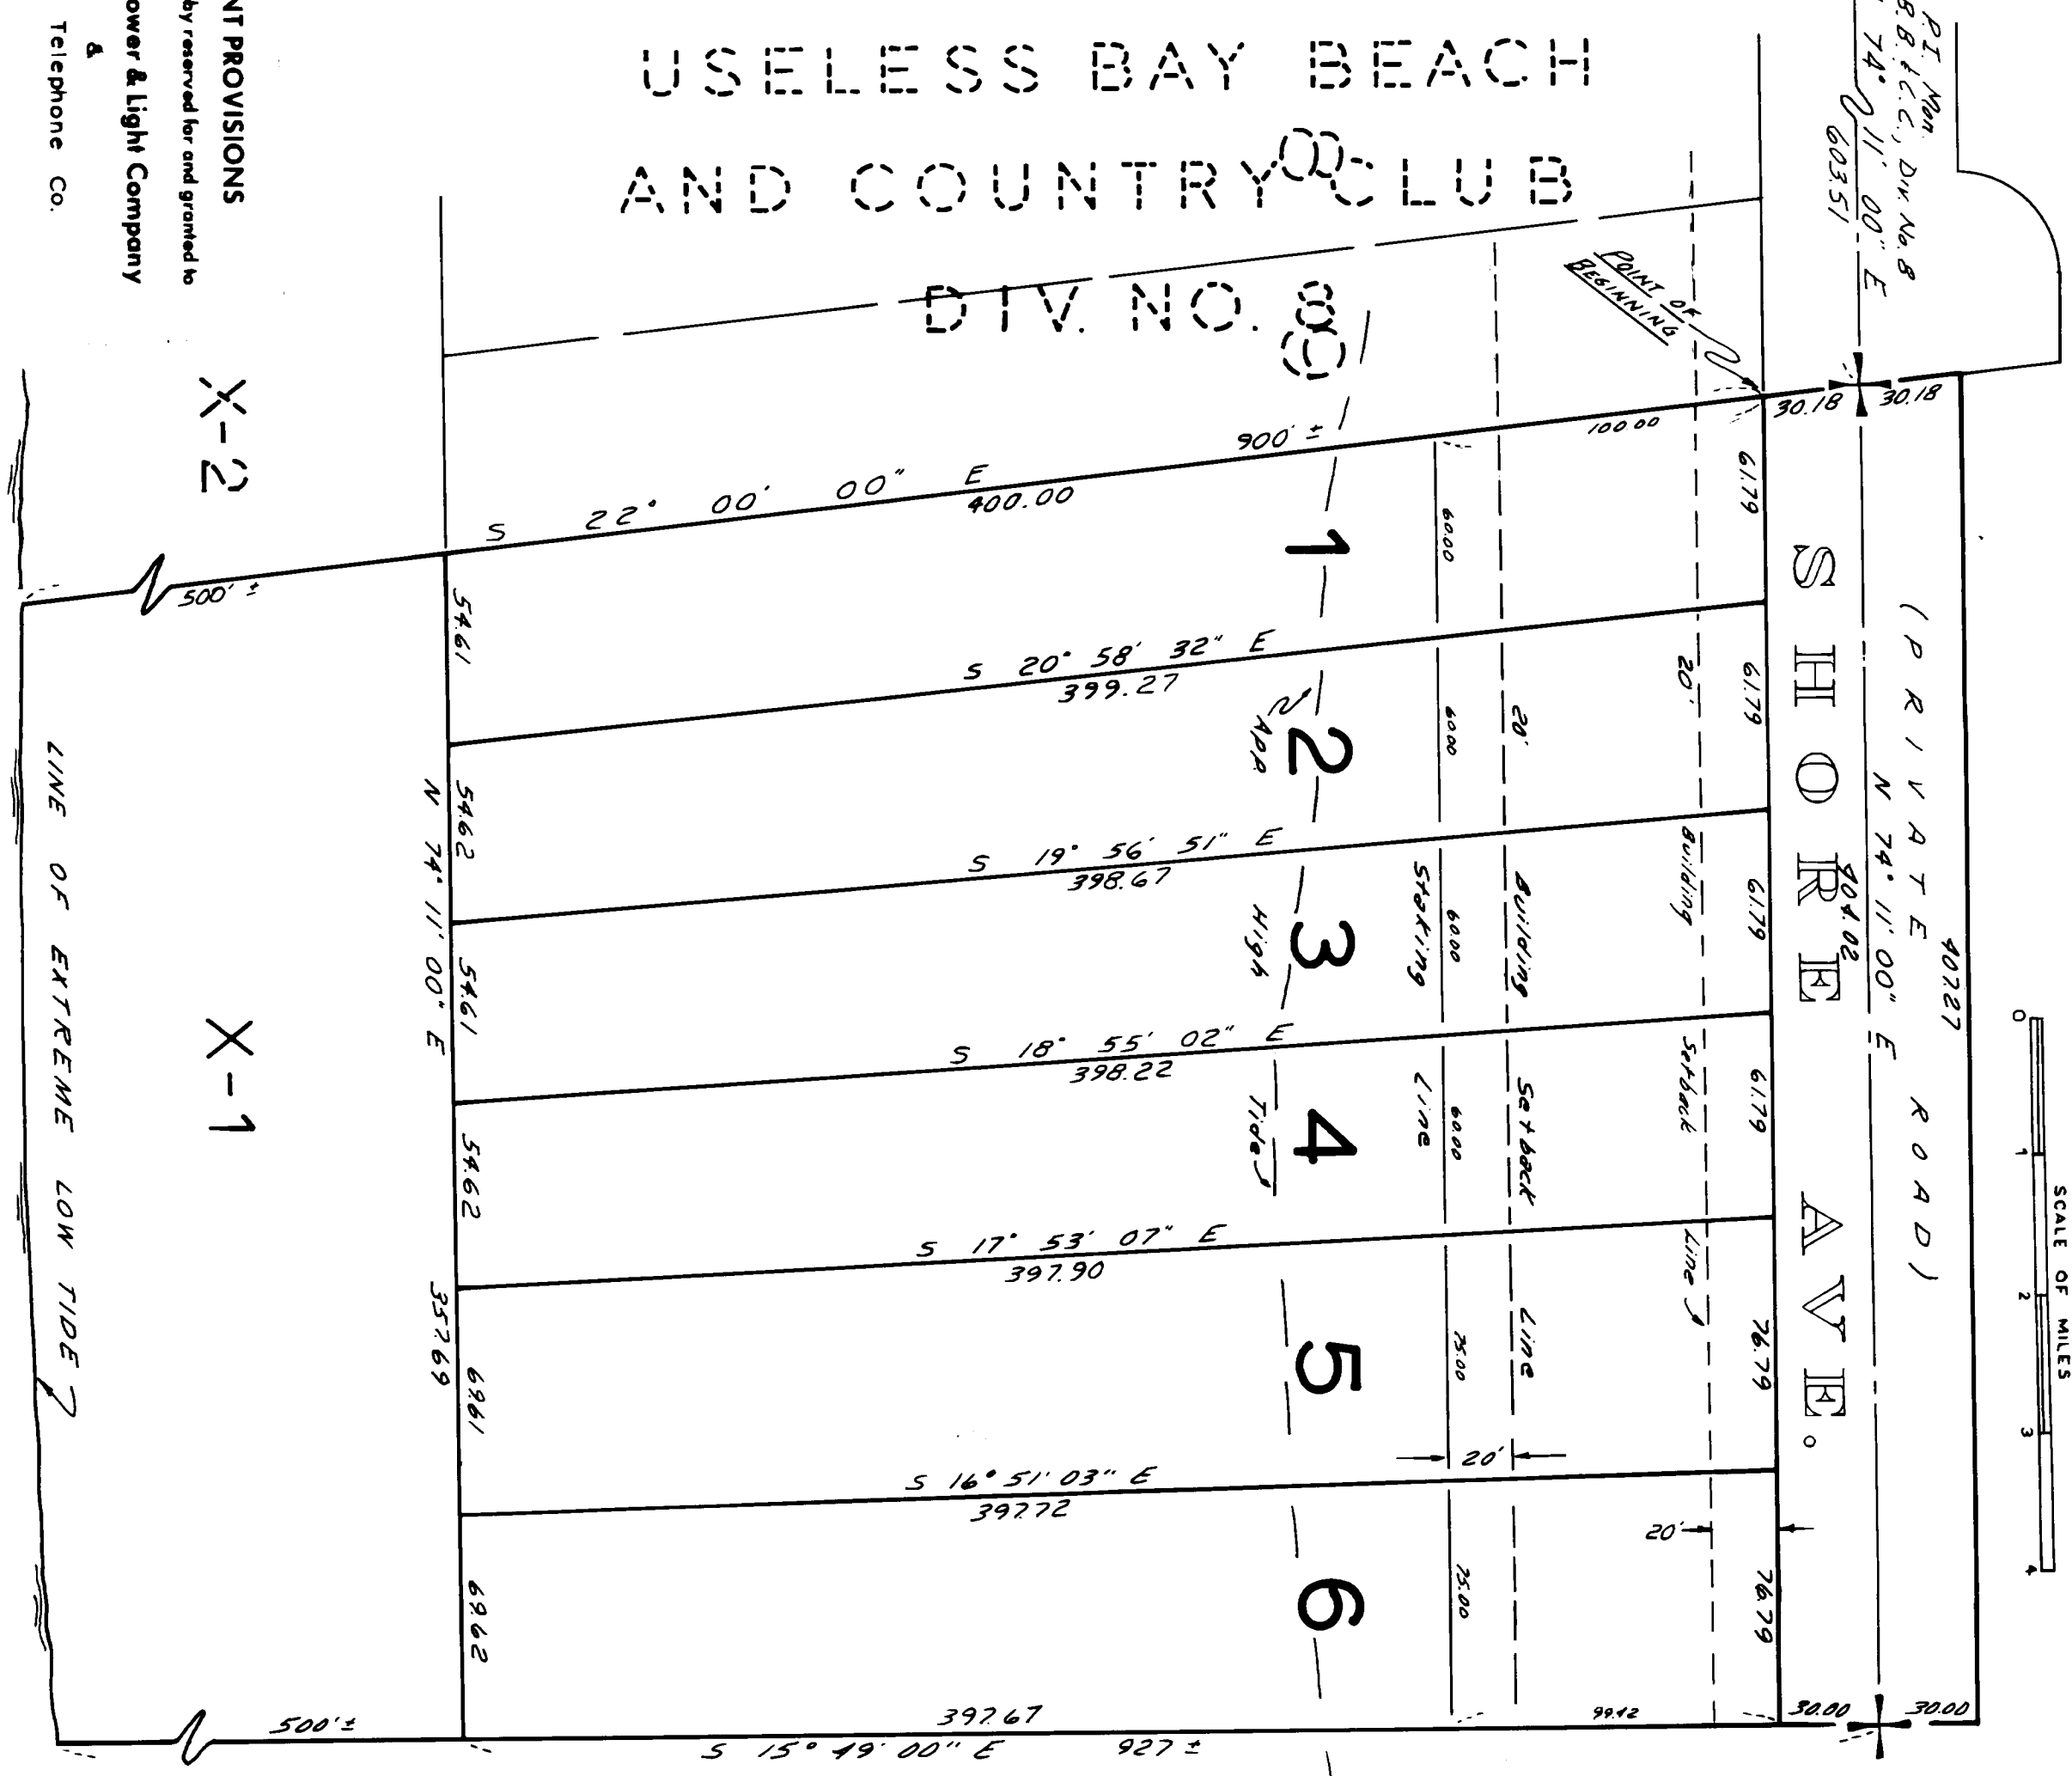 P.I. Mon.
B.B. & C.C., Div. No. 8
74° 11' 00" E
603.51
USELESS BAY BEACH
AND COUNTRY CLUB
DIV. NO. 8
8
9
POINT OF
BEGINNING
NT PROVISIONS
by reserved for and granted to
ower & Light Company
&
Telephone Co.
X-2
X-1
SCALE OF MILES
0 1 2 3 4
407.27
(PRIVATE ROAD)
N 74° 11' 00" E
404.02
SHORE AVE.
30.18
30.18
30.00
30.00
61.79
61.79
61.79
61.79
76.79
76.79
20' Building Setback Line
20'
20' Building Setback Line
20'
100.00
99.42
60.00
60.00
60.00
60.00
75.00
75.00
Staking Line
1
2
3
4
5
6
App. High Tide
900' ±
S 22° 00' 00" E
400.00
S 20° 58' 32" E
399.27
S 19° 56' 51" E
398.67
S 18° 55' 02" E
398.22
S 17° 53' 07" E
397.90
S 16° 51' 03" E
397.72
397.67
S 15° 49' 00" E 927 ±
54.61
54.62
54.61
54.62
69.61
69.62
N 74° 11' 00" E
357.69
500' ±
500' ±
LINE OF EXTREME LOW TIDE